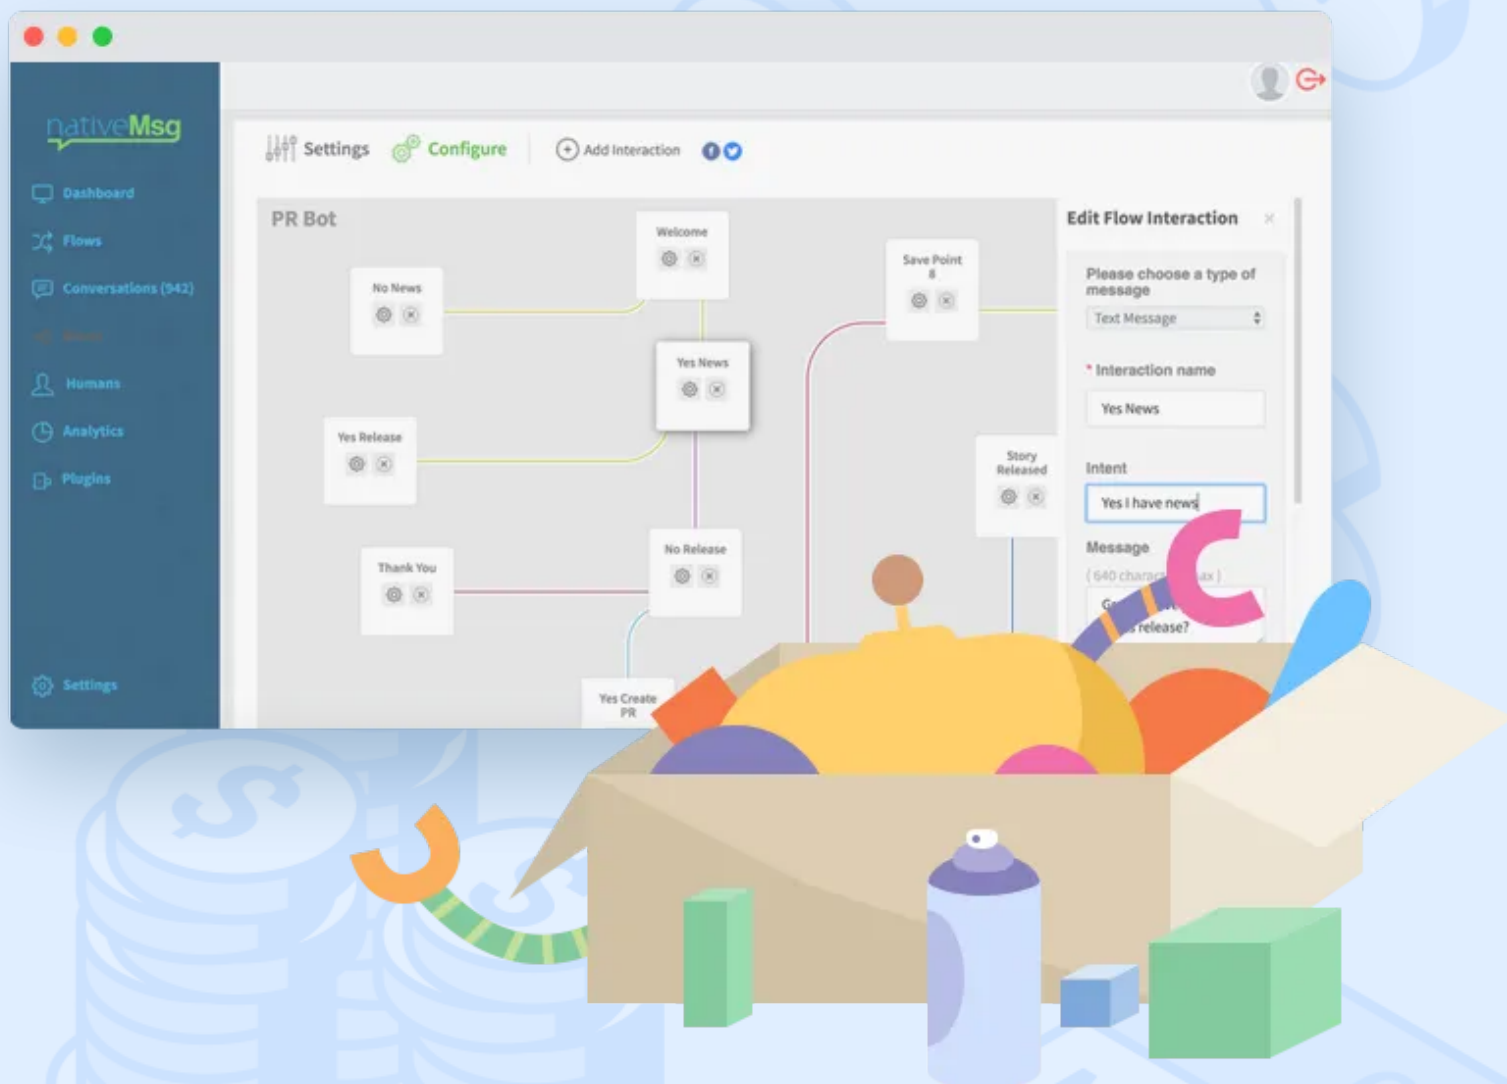 nativeMsg
Dashboard
Flows
Conversations (942)
Humans
Analytics
Plugins
Settings
Settings
Configure
Add Interaction
PR Bot
Welcome
No News
Save Point
8
Yes News
Yes Release
Story
Released
No Release
Thank You
Yes Create
PR
Edit Flow Interaction
Please choose a type of
message
Text Message
* Interaction name
Yes News
Intent
Yes I have news
Message
( 640
release?
$
$